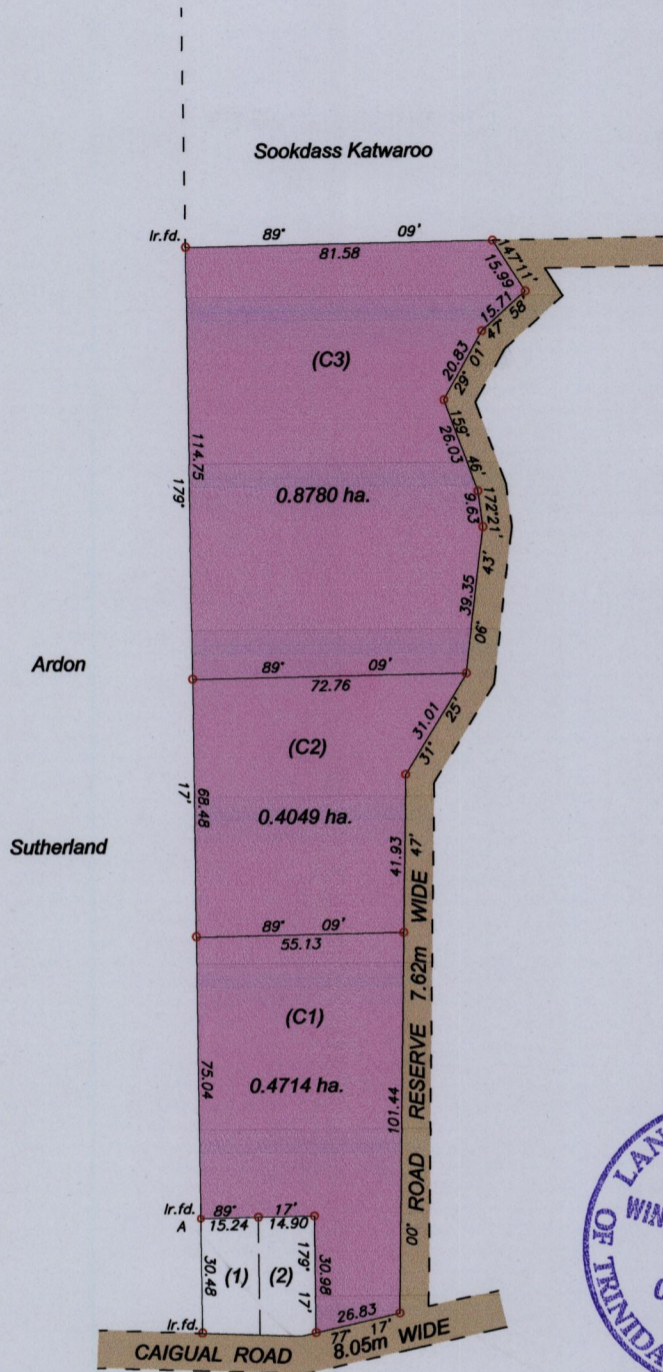 Sookdass Katwaroo
Ir.fd.
89° 09'
81.58
147°11'
15.99
15.71
47° 58'
20.83
29° 01'
(C3)
159° 46'
26.03
114.75
179°
0.8780 ha.
172°21'
9.63
43'
39.35
06°
Ardon
89° 09'
72.76
(C2)
31.01
31° 25'
68.48
17'
0.4049 ha.
Sutherland
41.93
47'
89° 09'
55.13
ROAD RESERVE 7.62m WIDE
(C1)
75.04
0.4714 ha.
101.44
00°
Ir.fd.
A
89° 17'
15.24
14.90
30.48
(1)
(2)
179° 17'
30.98
26.83
77° 17'
Ir.fd.
CAIGUAL ROAD
8.05m WIDE
LAN
WIN
OF TRINIDA